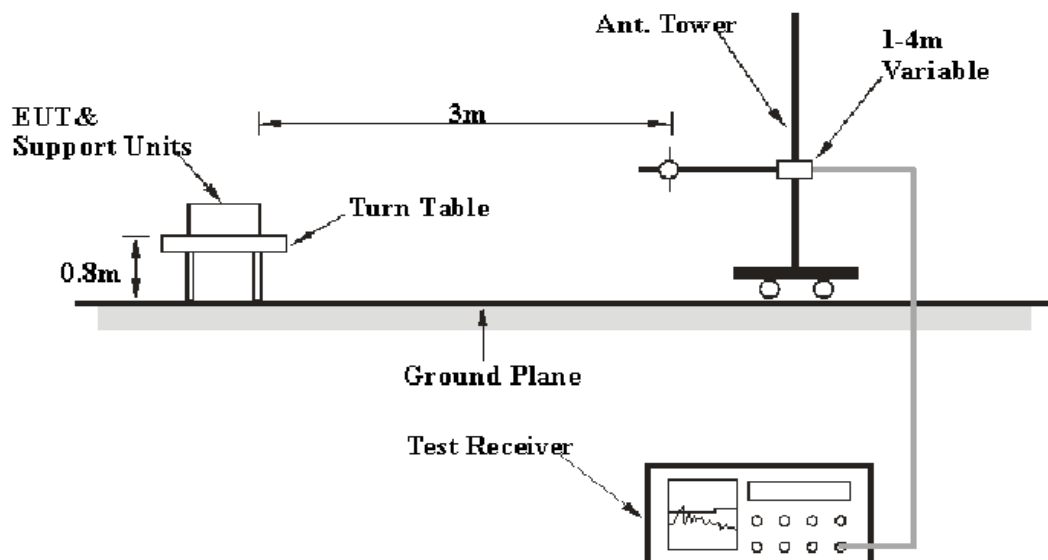 Ant. Tower
1-4m
Variable
3m
EUT&
Support Units
Turn Table
0.8m
Ground Plane
Test Receiver